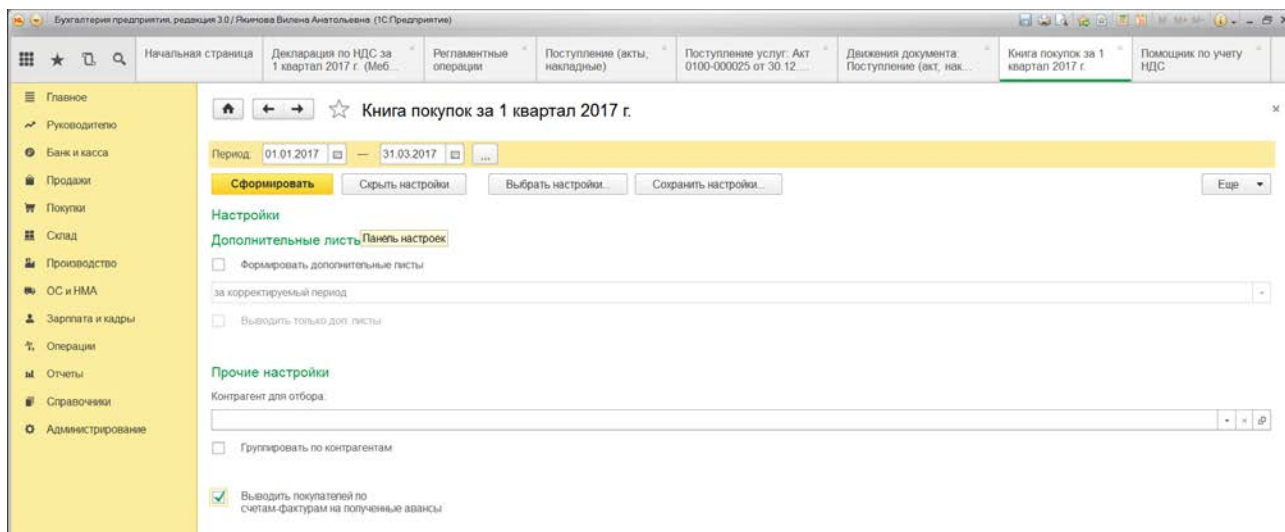 Бухгалтерия предприятия, редакция 3.0 / Якимова Вилена Анатольевна (1С:Предприятие)
M M+ M-
Начальная страница
Декларация по НДС за 1 квартал 2017 г. (Меб...
Регламентные операции
Поступление (акты, накладные)
Поступление услуг: Акт 0100-000025 от 30.12....
Движения документа: Поступление (акт, нак...
Книга покупок за 1 квартал 2017 г.
Помощник по учету НДС
Главное
Руководителю
Банк и касса
Продажи
Покупки
Склад
Производство
ОС и НМА
Зарплата и кадры
Операции
Отчеты
Справочники
Администрирование
Книга покупок за 1 квартал 2017 г.
Период: 01.01.2017 — 31.03.2017 ...
Сформировать Скрыть настройки Выбрать настройки... Сохранить настройки... Еще
Настройки
Дополнительные листы
Панель настроек
Формировать дополнительные листы
за корректируемый период
Выводить только доп. листы
Прочие настройки
Контрагент для отбора:
Группировать по контрагентам
Выводить покупателей по
счетам-фактурам на полученные авансы